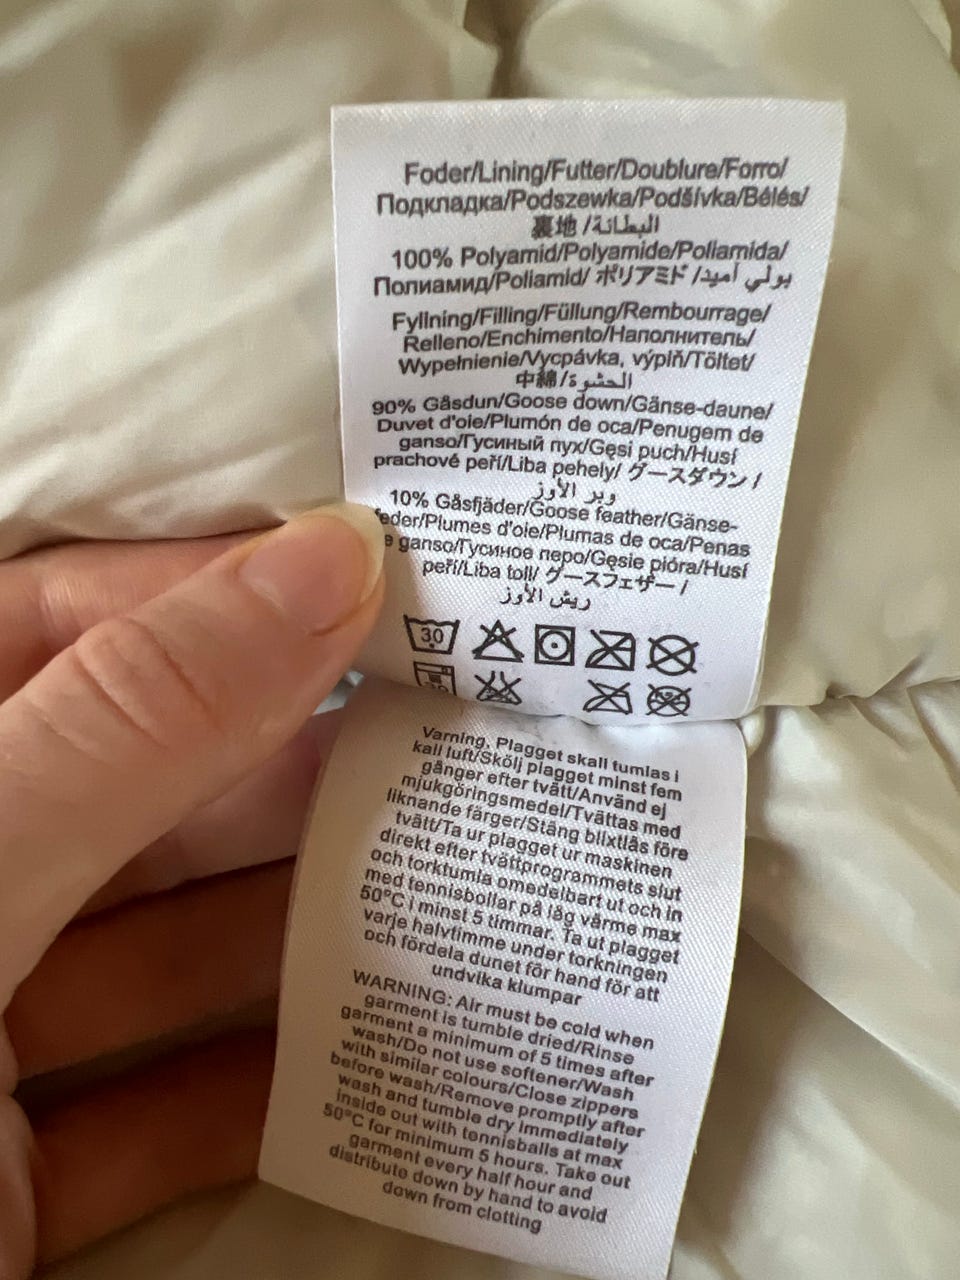 Foder/Lining/Futter/Doublure/Forro/
Подкладка/Podszewka/Podšívka/Bélés/
裏地 /البطانة/
100% Polyamid/Polyamide/Poliamida/
Полиамид/Poliamid/ ポリアミド /بولي أميد
Fyllning/Filling/Füllung/Rembourrage/
Relleno/Enchimento/Наполнитель/
Wypełnienie/Vycpávka, výplň/Töltet/
中綿/الحشوة
90% Gåsdun/Goose down/Gänse-daune/
Duvet d'oie/Plumón de oca/Penugem de
ganso/Гусиный пух/Gęsi puch/Husí
prachové peří/Liba pehely/ グースダウン /
وبر الأوز
10% Gåsfjäder/Goose feather/Gänse-
feder/Plumes d'oie/Plumas de oca/Penas
e ganso/Гусиное перо/Gęsie pióra/Husí
peří/Liba toll/ グースフェザー /
ريش الأوز
30
30
Varning. Plagget skall tumlas i
kall luft/Skölj plagget minst fem
gånger efter tvätt/Använd ej
mjukgöringsmedel/Tvättas med
liknande färger/Stäng blixtlås före
tvätt/Ta ur plagget ur maskinen
direkt efter tvättprogrammets slut
och torktumla omedelbart ut och in
med tennisbollar på låg värme max
50°C i minst 5 timmar. Ta ut plagget
varje halvtimme under torkningen
och fördela dunet för hand för att
undvika klumpar
WARNING: Air must be cold when
garment is tumble dried/Rinse
garment a minimum of 5 times after
wash/Do not use softener/Wash
with similar colours/Close zippers
before wash/Remove promptly after
wash and tumble dry immediately
inside out with tennisballs at max
50°C for minimum 5 hours. Take out
garment every half hour and
distribute down by hand to avoid
down from clotting